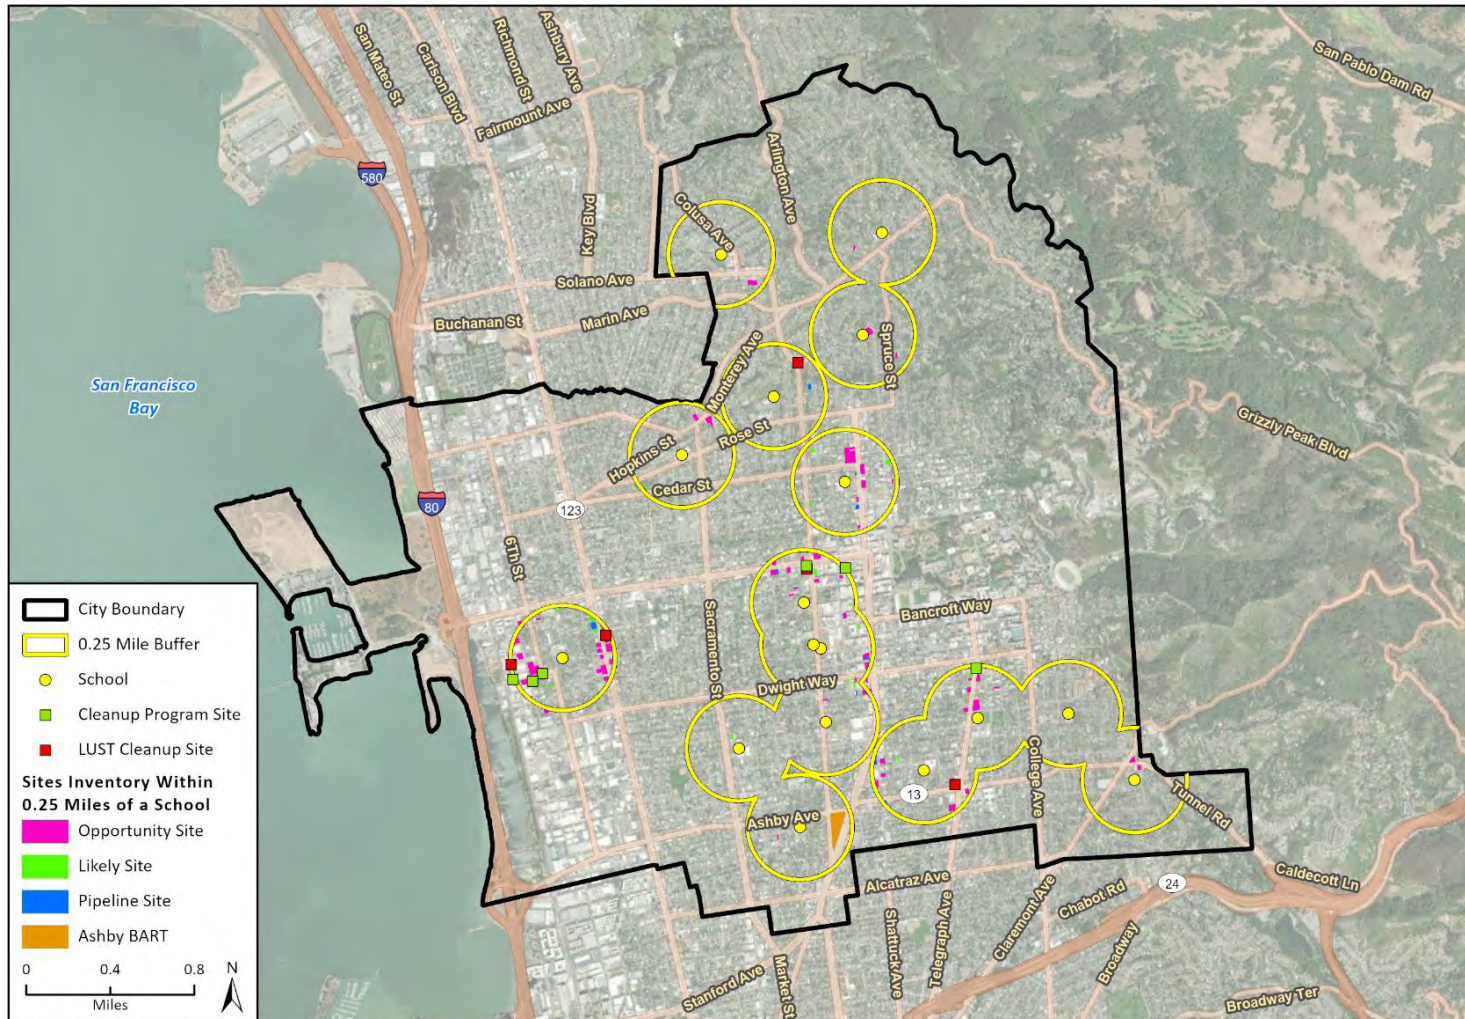 San Mateo St
Carlson Blvd
Richmond St
Ashbury Ave
Fairmount Ave
San Pablo Dam Rd
580
Key Blvd
Colusa Ave
Arlington Ave
Solano Ave
Marin Ave
Buchanan St
Spruce St
San Francisco
Bay
Monterey Ave
Grizzly Peak Blvd
Hopkins St
Rose St
Cedar St
80
123
6Th St
Sacramento St
Bancroft Way
Dwight Way
College Ave
13
Tunnel Rd
Ashby Ave
Alcatraz Ave
24
Caldecott Ln
Chabot Rd
Claremont Ave
Telegraph Ave
Shattuck Ave
Broadway
Stanford Ave
Market St
Broadway Ter
City Boundary
0.25 Mile Buffer
School
Cleanup Program Site
LUST Cleanup Site
Sites Inventory Within
0.25 Miles of a School
Opportunity Site
Likely Site
Pipeline Site
Ashby BART
0 0.4 0.8
Miles
N